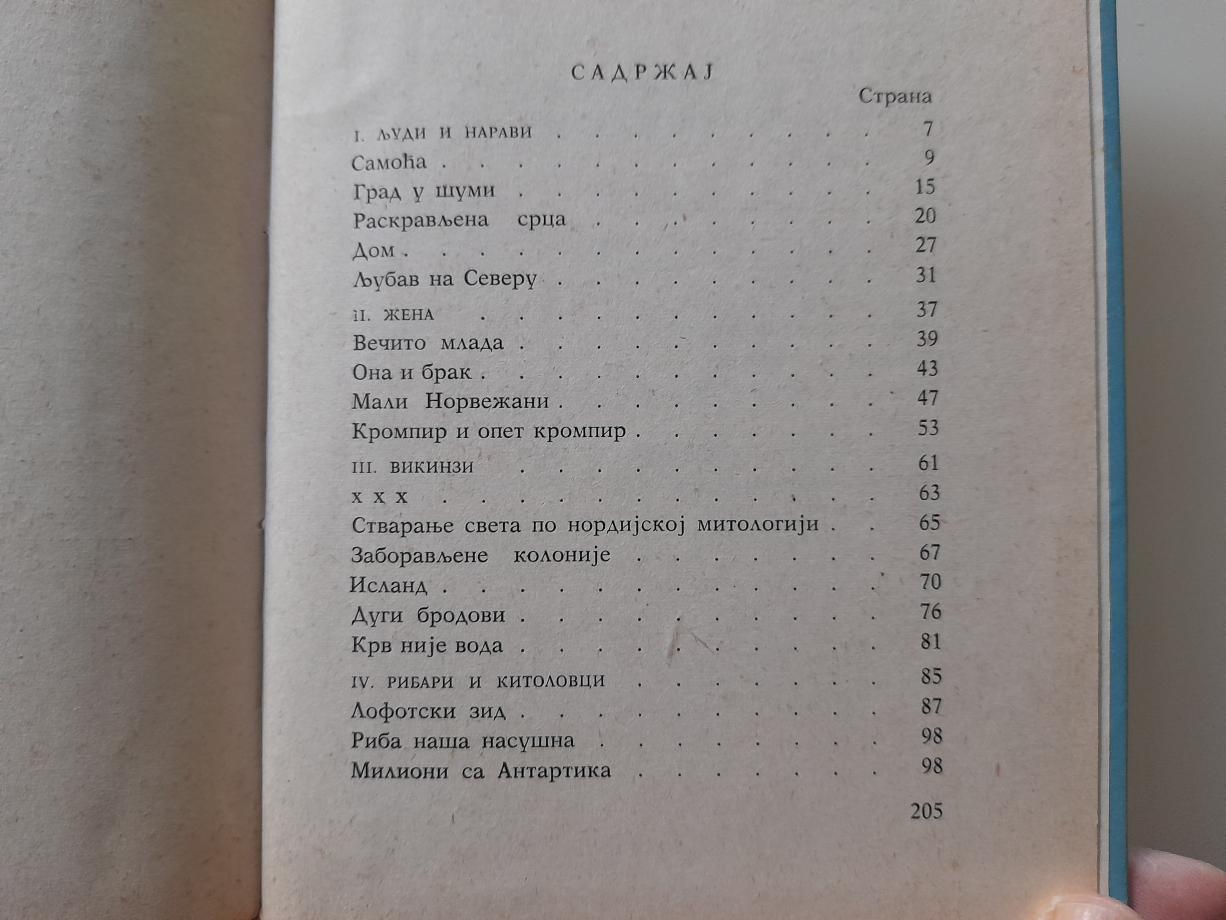 САДРЖАЈ
Страна
I. ЉУДИ И НАРАВИ . . . . . . . . . 7
Самоћа . . . . . . . . . . . . 9
Град у шуми . . . . . . . . . . 15
Раскрављена срца . . . . . . . . 20
Дом . . . . . . . . . . . . . 27
Љубав на Северу . . . . . . . . . 31
II. ЖЕНА . . . . . . . . . . . 37
Вечито млада . . . . . . . . . . 39
Она и брак . . . . . . . . . . . 43
Мали Норвежани . . . . . . . . . 47
Кромпир и опет кромпир . . . . . . . 53
III. ВИКИНЗИ . . . . . . . . . . 61
х х х . . . . . . . . . . . . 63
Стварање света по нордијској митологији . . 65
Заборављене колоније . . . . . . . 67
Исланд . . . . . . . . . . . . 70
Дуги бродови . . . . . . . . . . 76
Крв није вода . . . . . . . . . . 81
IV. РИБАРИ И КИТОЛОВЦИ . . . . . . . 85
Лофотски зид . . . . . . . . . . 87
Риба наша насушна . . . . . . . . 98
Милиони са Антартика . . . . . . . 98
205